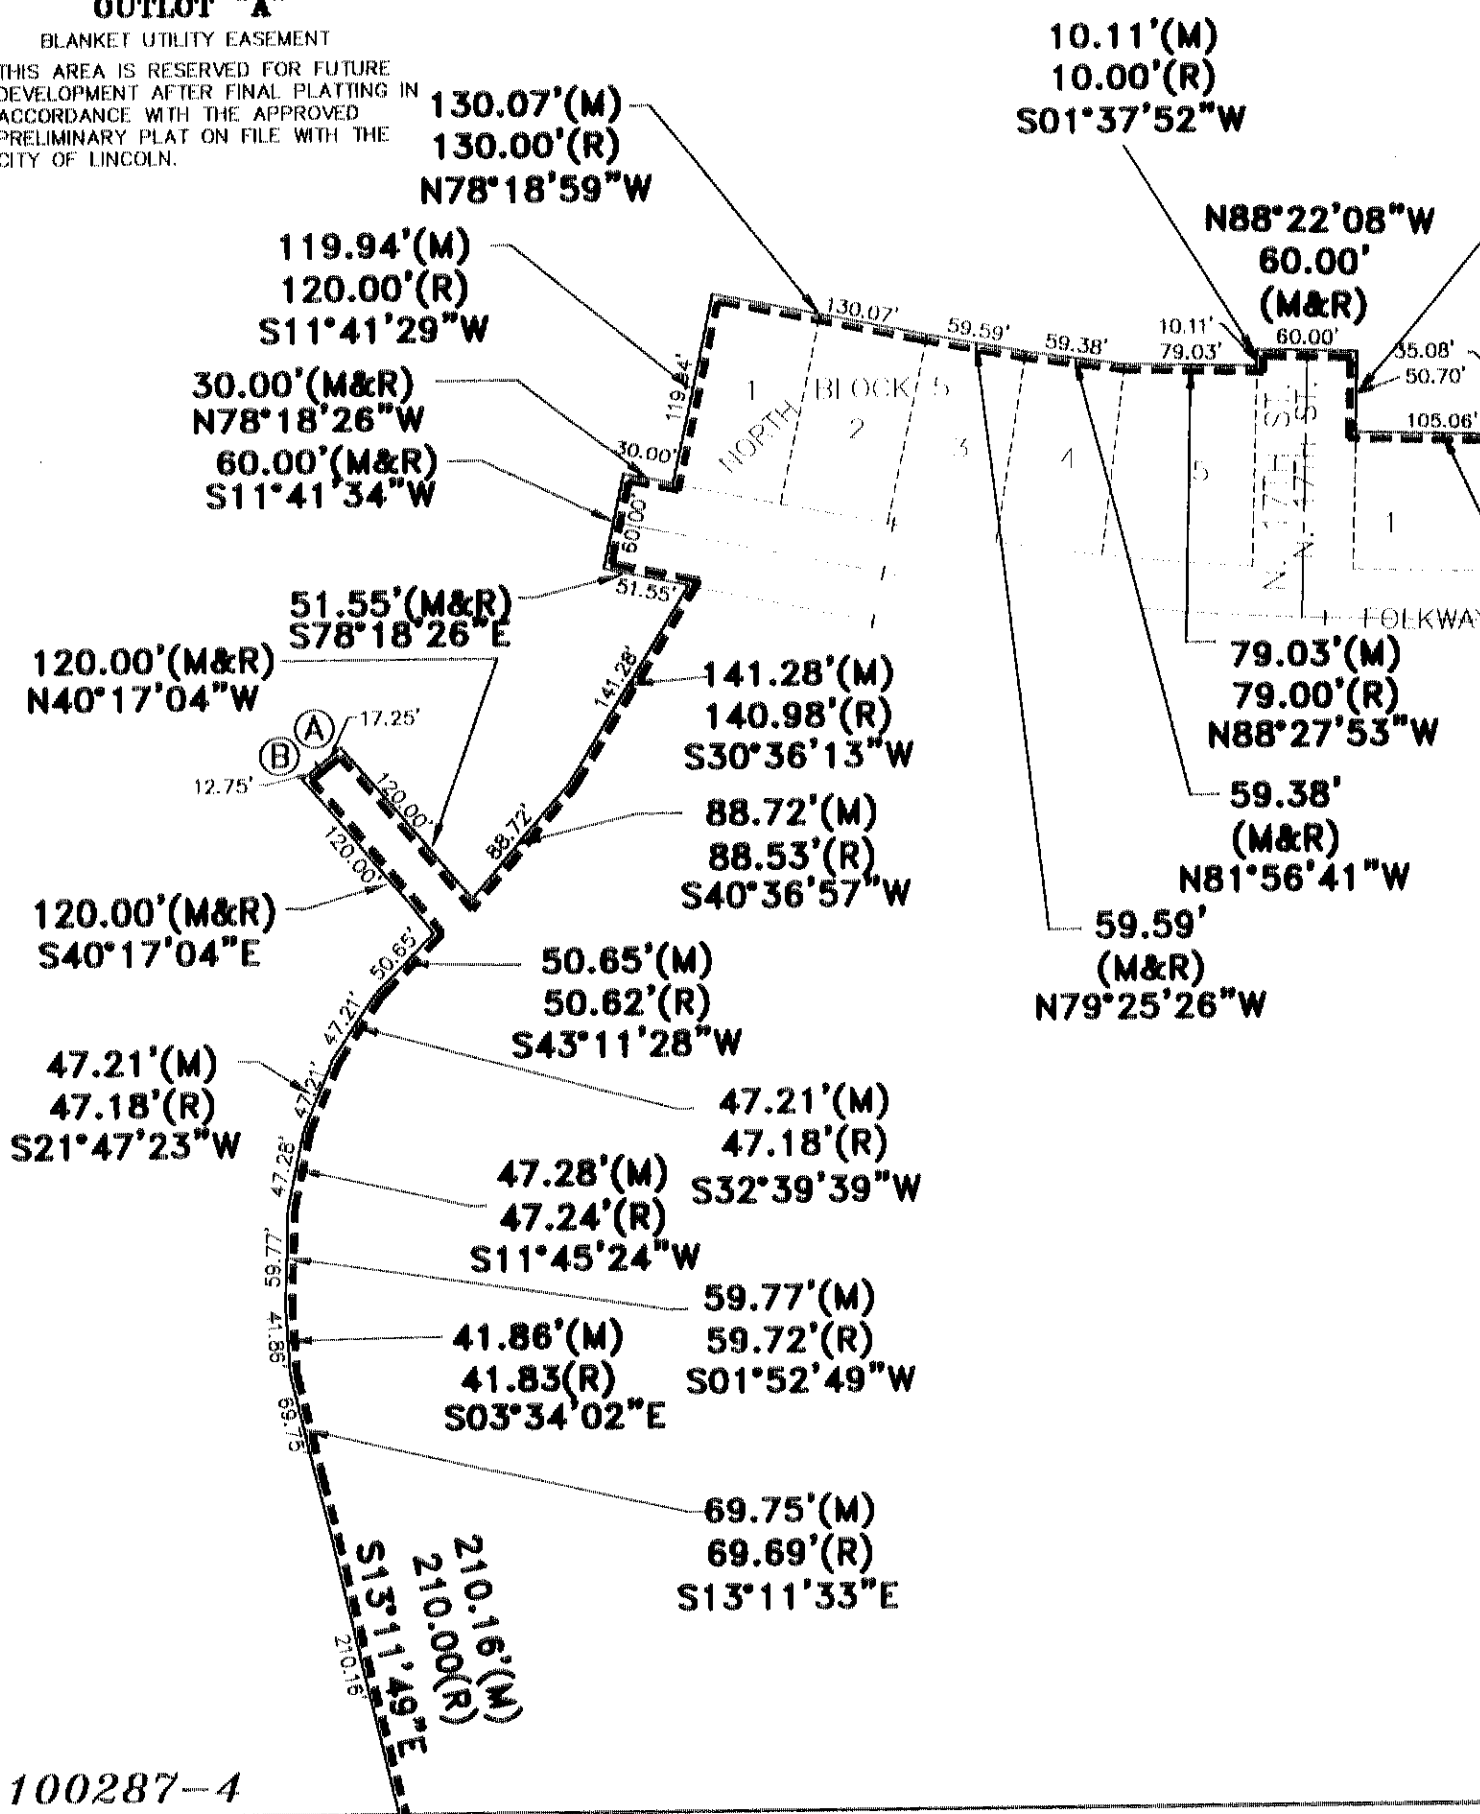 OUTLOT "A"
BLANKET UTILITY EASEMENT
THIS AREA IS RESERVED FOR FUTURE
DEVELOPMENT AFTER FINAL PLATTING IN
ACCORDANCE WITH THE APPROVED
PRELIMINARY PLAT ON FILE WITH THE
CITY OF LINCOLN.
130.07'(M)
130.00'(R)
N78°18'59"W
10.11'(M)
10.00'(R)
S01°37'52"W
N88°22'08"W
60.00'
(M&R)
119.94'(M)
120.00'(R)
S11°41'29"W
30.00'(M&R)
N78°18'26"W
60.00'(M&R)
S11°41'34"W
130.07'
59.59'
59.38'
10.11'
79.03'
60.00'
35.08'
50.70'
105.06'
119.94'
30.00'
60.00'
51.55'
1
BLOCK 5
NORTH
2
3
4
5
N. 17TH ST.
N. 17TH ST.
1
FOLKWAY
51.55'(M&R)
S78°18'26"E
120.00'(M&R)
N40°17'04"W
A
B
17.25'
12.75'
120.00'
120.00'
141.28'
88.72'
141.28'(M)
140.98'(R)
S30°36'13"W
88.72'(M)
88.53'(R)
S40°36'57"W
79.03'(M)
79.00'(R)
N88°27'53"W
59.38'
(M&R)
N81°56'41"W
59.59'
(M&R)
N79°25'26"W
120.00'(M&R)
S40°17'04"E
50.65'
50.65'(M)
50.62'(R)
S43°11'28"W
47.21'
47.21'
47.21'(M)
47.18'(R)
S21°47'23"W
47.21'(M)
47.18'(R)
S32°39'39"W
47.28'
47.28'(M)
47.24'(R)
S11°45'24"W
59.77'
59.77'(M)
59.72'(R)
S01°52'49"W
41.86'
41.86'(M)
41.83(R)
S03°34'02"E
69.75'
69.75'(M)
69.69'(R)
S13°11'33"E
210.16'(M)
210.00(R)
S13°11'49"E
210.16'
100287-4